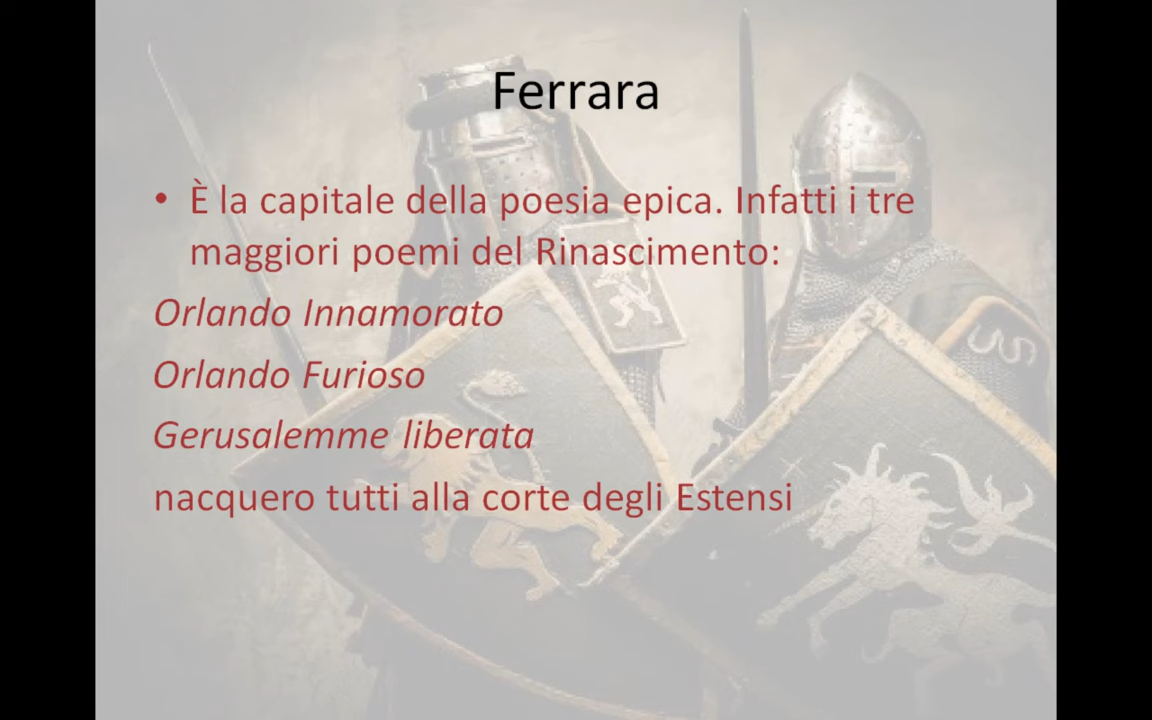 Ferrara
• È la capitale della poesia epica. Infatti i tre
maggiori poemi del Rinascimento:
Orlando Innamorato
Orlando Furioso
Gerusalemme liberata
nacquero tutti alla corte degli Estensi